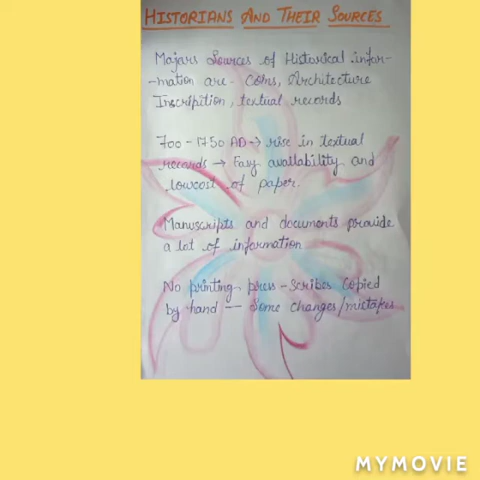 HISTORIANS AND THEIR SOURCES
Majars Sources of Historical infor-
-mation are - Coins, Architecture
Inscripition, textual records
700 - 1750 AD → rise in textual
records → Easy availability and
lowcost of paper.
Manuscripts and documents provide
a lot of information
No printing press - Scribes Copied
by hand — Some changes/mistakes
MYMOVIE